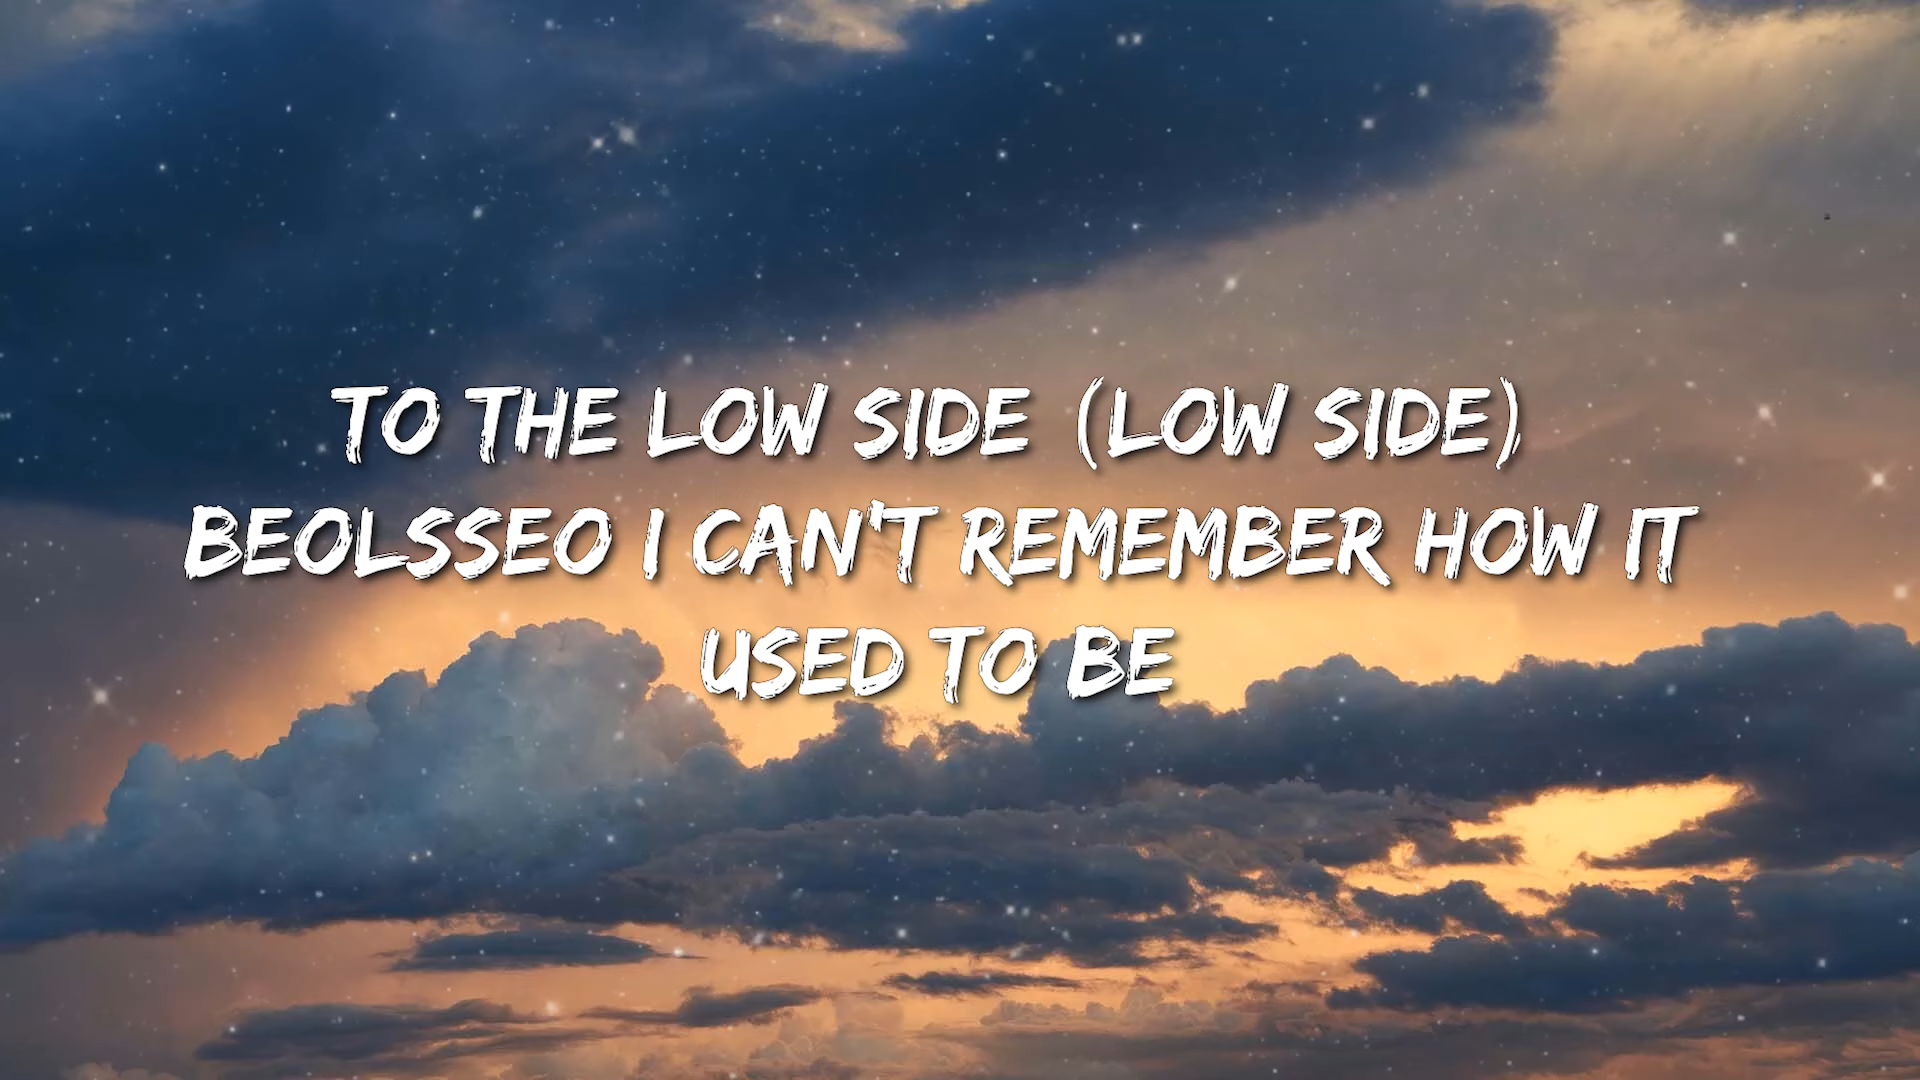 TO THE LOW SIDE (LOW SIDE)
BEOLSSEO I CAN'T REMEMBER HOW IT
USED TO BE